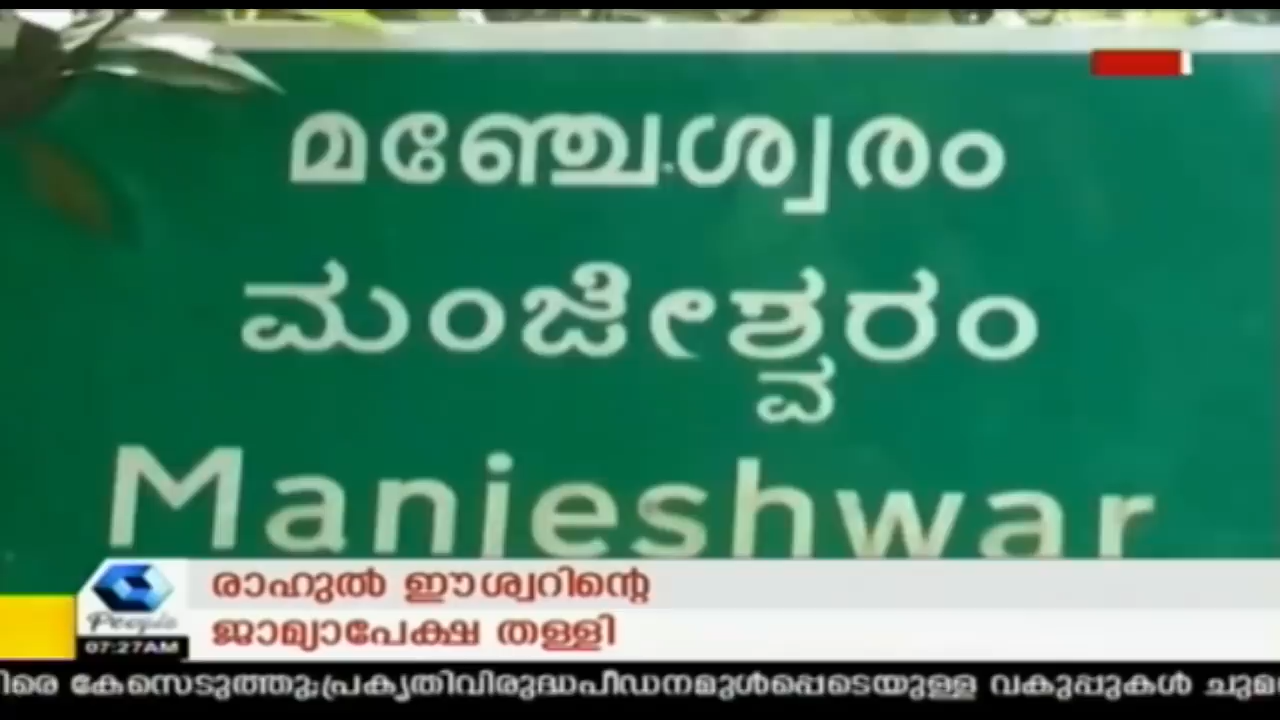 മഞ്ചേശ്വരം
ಮಂಜೇಶ್ವರಂ
Manjeshwar
രാഹുൽ ഈശ്വറിന്റെ
ജാമ്യാപേക്ഷ തള്ളി
People
07:27AM
കേസെടുത്തു;പ്രകൃതിവിരുദ്ധപീഡനമുൾപ്പെടെയുള്ള വകുപ്പുകൾ